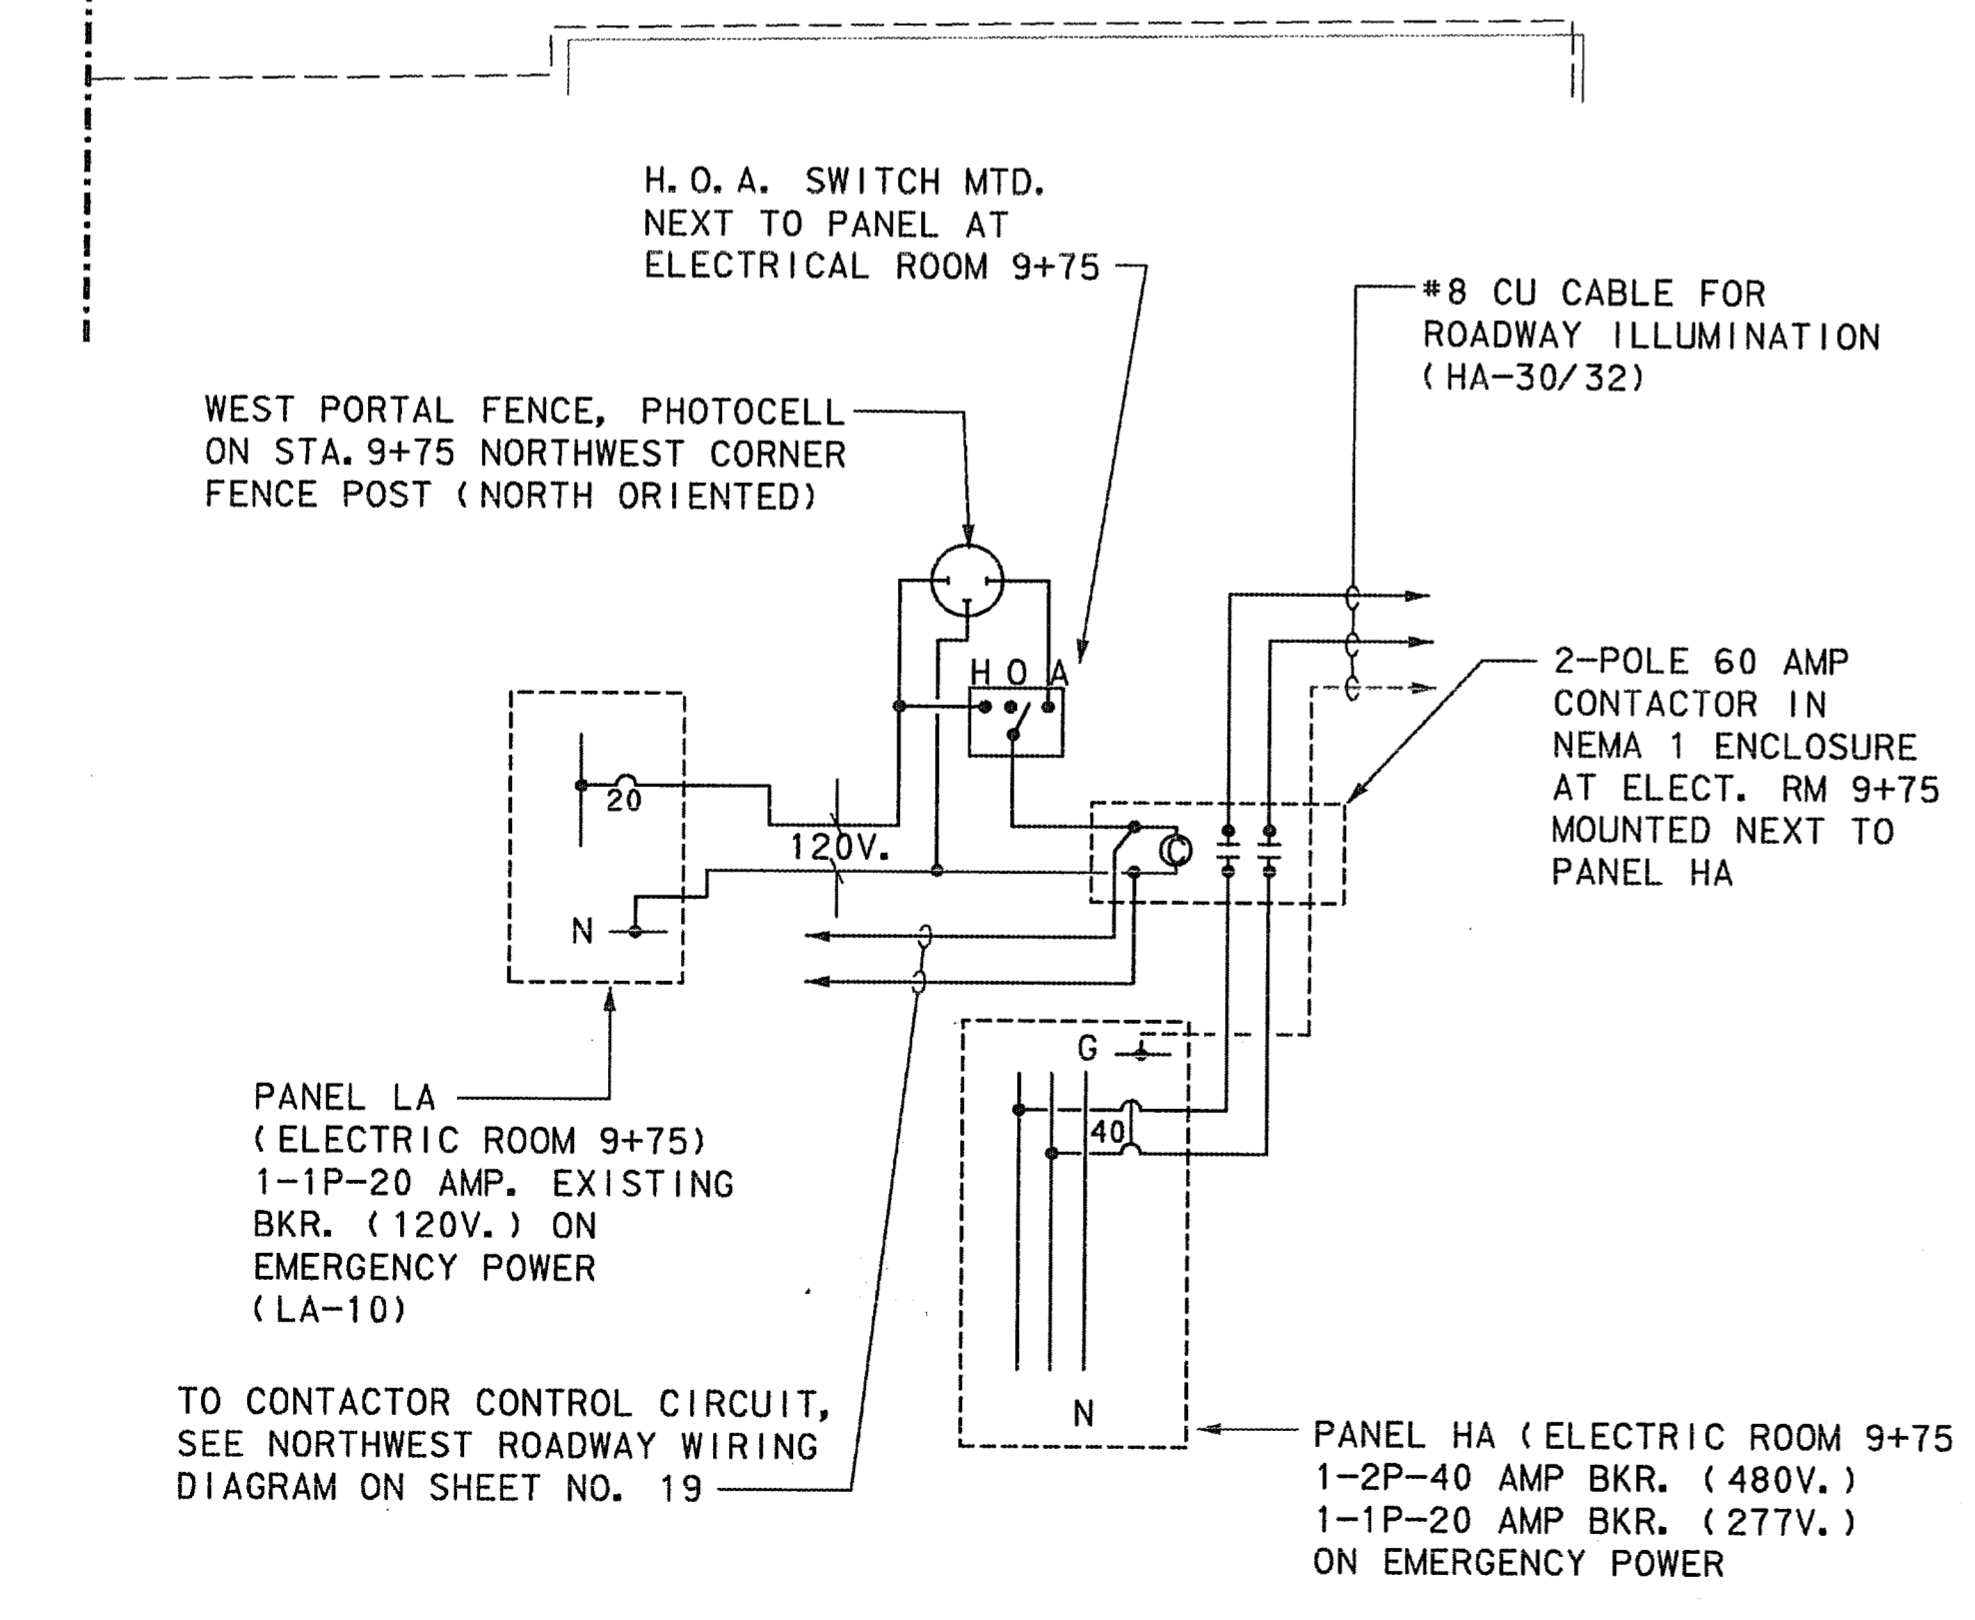 H. O. A. SWITCH MTD.
NEXT TO PANEL AT
ELECTRICAL ROOM 9+75
#8 CU CABLE FOR
ROADWAY ILLUMINATION
(HA-30/32)
WEST PORTAL FENCE, PHOTOCELL
ON STA. 9+75 NORTHWEST CORNER
FENCE POST (NORTH ORIENTED)
H O A
2-POLE 60 AMP
CONTACTOR IN
NEMA 1 ENCLOSURE
AT ELECT. RM 9+75
MOUNTED NEXT TO
PANEL HA
20
120V.
C
N
G
40
N
PANEL LA
(ELECTRIC ROOM 9+75)
1-1P-20 AMP. EXISTING
BKR. (120V.) ON
EMERGENCY POWER
(LA-10)
TO CONTACTOR CONTROL CIRCUIT,
SEE NORTHWEST ROADWAY WIRING
DIAGRAM ON SHEET NO. 19
PANEL HA (ELECTRIC ROOM 9+75
1-2P-40 AMP BKR. (480V.)
1-1P-20 AMP BKR. (277V.)
ON EMERGENCY POWER